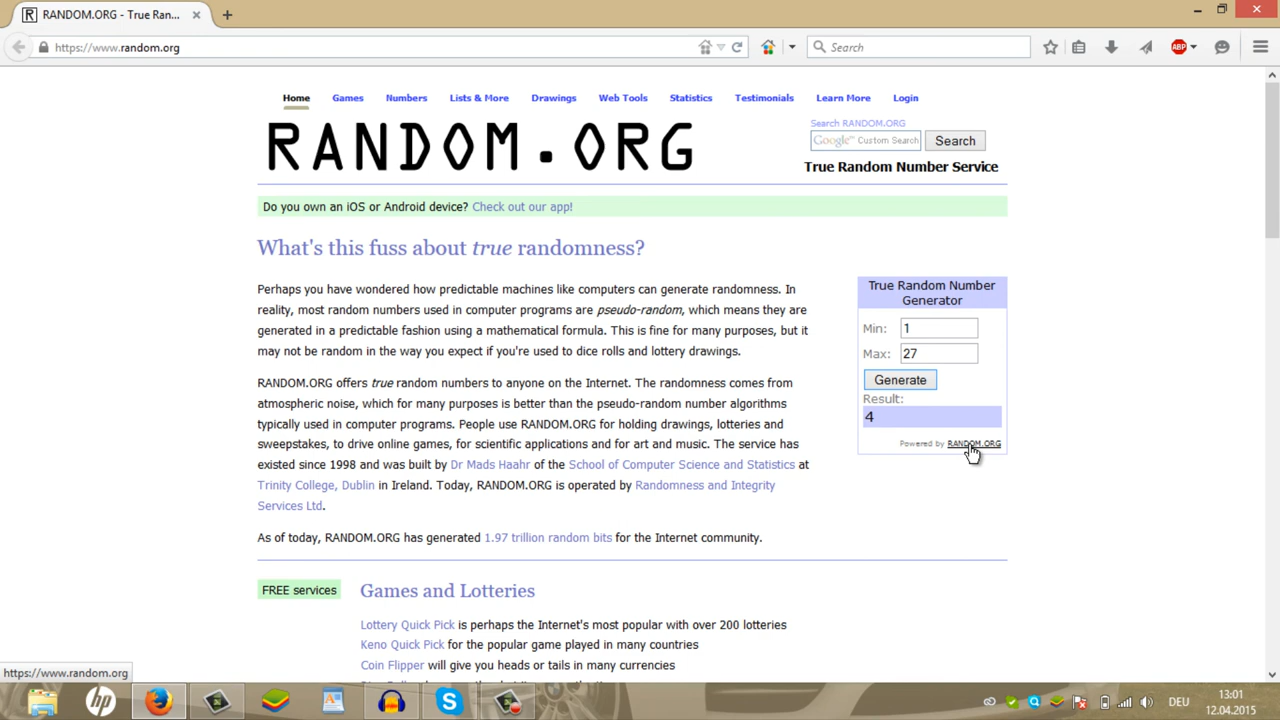 RANDOM.ORG - True Ran...
https://www.random.org
Search
ABP
Home Games Numbers Lists & More Drawings Web Tools Statistics Testimonials Learn More Login
Search RANDOM.ORG
RANDOM.ORG
Google™ Custom Search Search
True Random Number Service
Do you own an iOS or Android device? Check out our app!
What's this fuss about true randomness?
Perhaps you have wondered how predictable machines like computers can generate randomness. In
reality, most random numbers used in computer programs are pseudo-random, which means they are
generated in a predictable fashion using a mathematical formula. This is fine for many purposes, but it
may not be random in the way you expect if you're used to dice rolls and lottery drawings.
RANDOM.ORG offers true random numbers to anyone on the Internet. The randomness comes from
atmospheric noise, which for many purposes is better than the pseudo-random number algorithms
typically used in computer programs. People use RANDOM.ORG for holding drawings, lotteries and
sweepstakes, to drive online games, for scientific applications and for art and music. The service has
existed since 1998 and was built by Dr Mads Haahr of the School of Computer Science and Statistics at
Trinity College, Dublin in Ireland. Today, RANDOM.ORG is operated by Randomness and Integrity
Services Ltd.
As of today, RANDOM.ORG has generated 1.97 trillion random bits for the Internet community.
True Random Number
Generator
Min: 1
Max: 27
Generate
Result:
4
Powered by RANDOM.ORG
FREE services
Games and Lotteries
Lottery Quick Pick is perhaps the Internet's most popular with over 200 lotteries
Keno Quick Pick for the popular game played in many countries
Coin Flipper will give you heads or tails in many currencies
https://www.random.org
DEU
13:01
12.04.2015